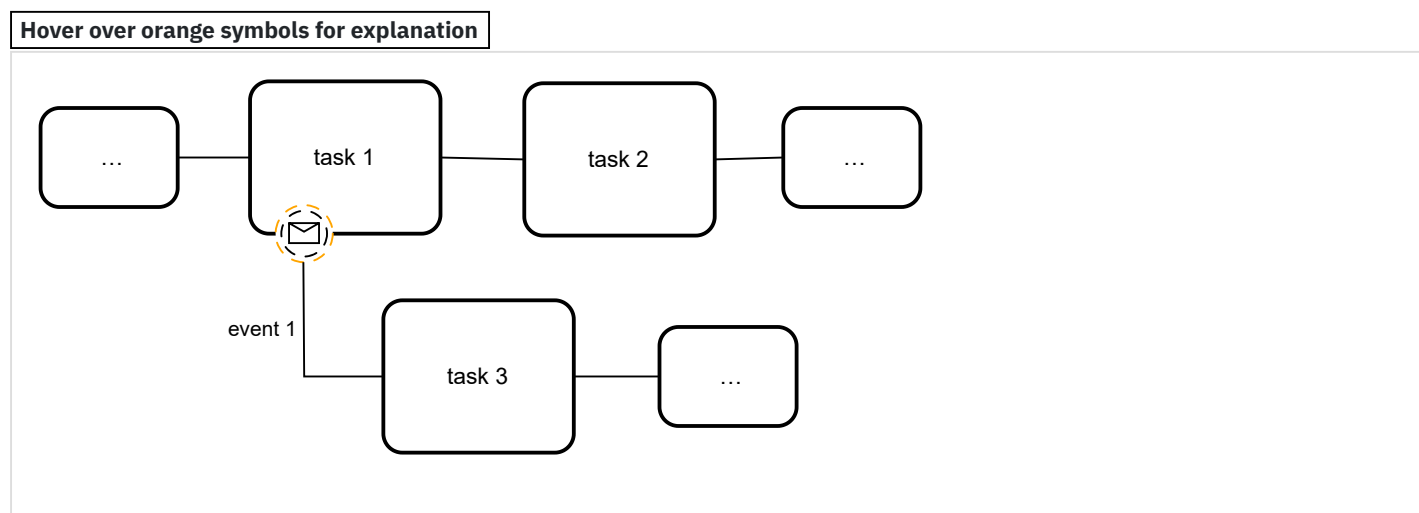 Hover over orange symbols for explanation
...
task 1
task 2
...
event 1
task 3
...